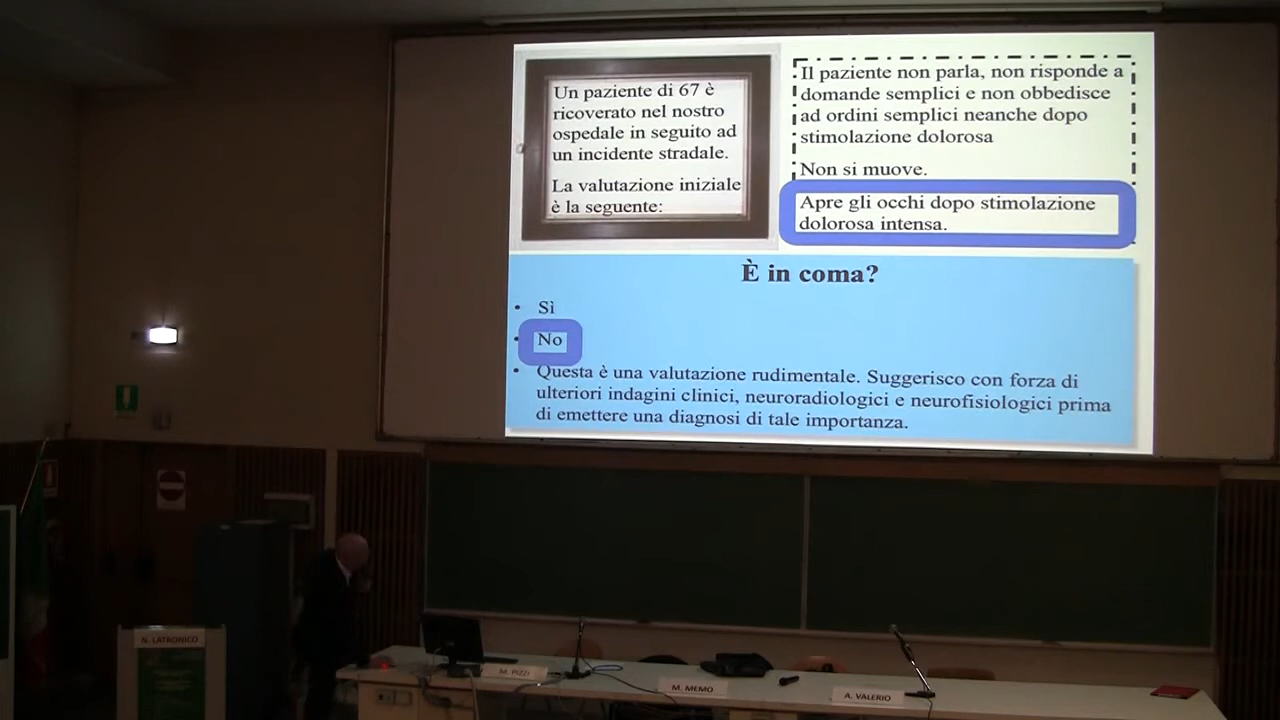 Un paziente di 67 è
ricoverato nel nostro
ospedale in seguito ad
un incidente stradale.
La valutazione iniziale
è la seguente:
Il paziente non parla, non risponde a
domande semplici e non obbedisce
ad ordini semplici neanche dopo
stimolazione dolorosa
Non si muove.
Apre gli occhi dopo stimolazione
dolorosa intensa.
È in coma?
• Sì
• No
• Questa è una valutazione rudimentale. Suggerisco con forza di
ulteriori indagini clinici, neuroradiologici e neurofisiologici prima
di emettere una diagnosi di tale importanza.
N. LATRONICO
M. PIZZI
M. MEMO
A. VALERIO